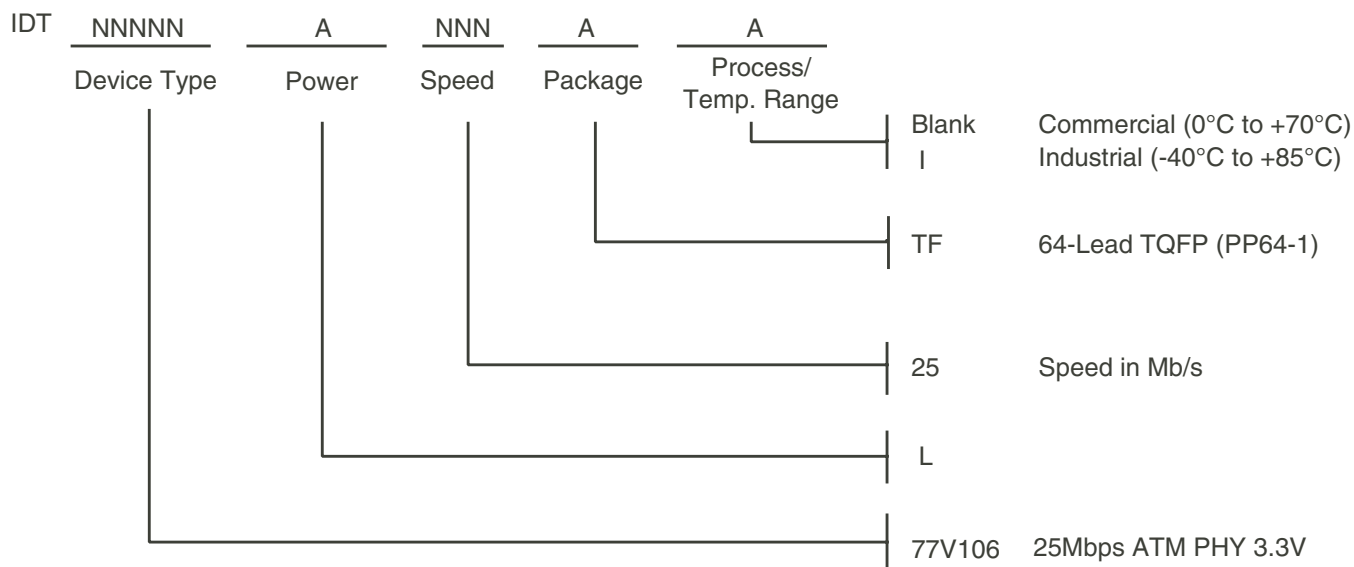 IDT NNNNN A NNN A A
Device Type Power Speed Package Process/
Temp. Range
Blank Commercial (0°C to +70°C)
I Industrial (-40°C to +85°C)
TF 64-Lead TQFP (PP64-1)
25 Speed in Mb/s
L
77V106 25Mbps ATM PHY 3.3V